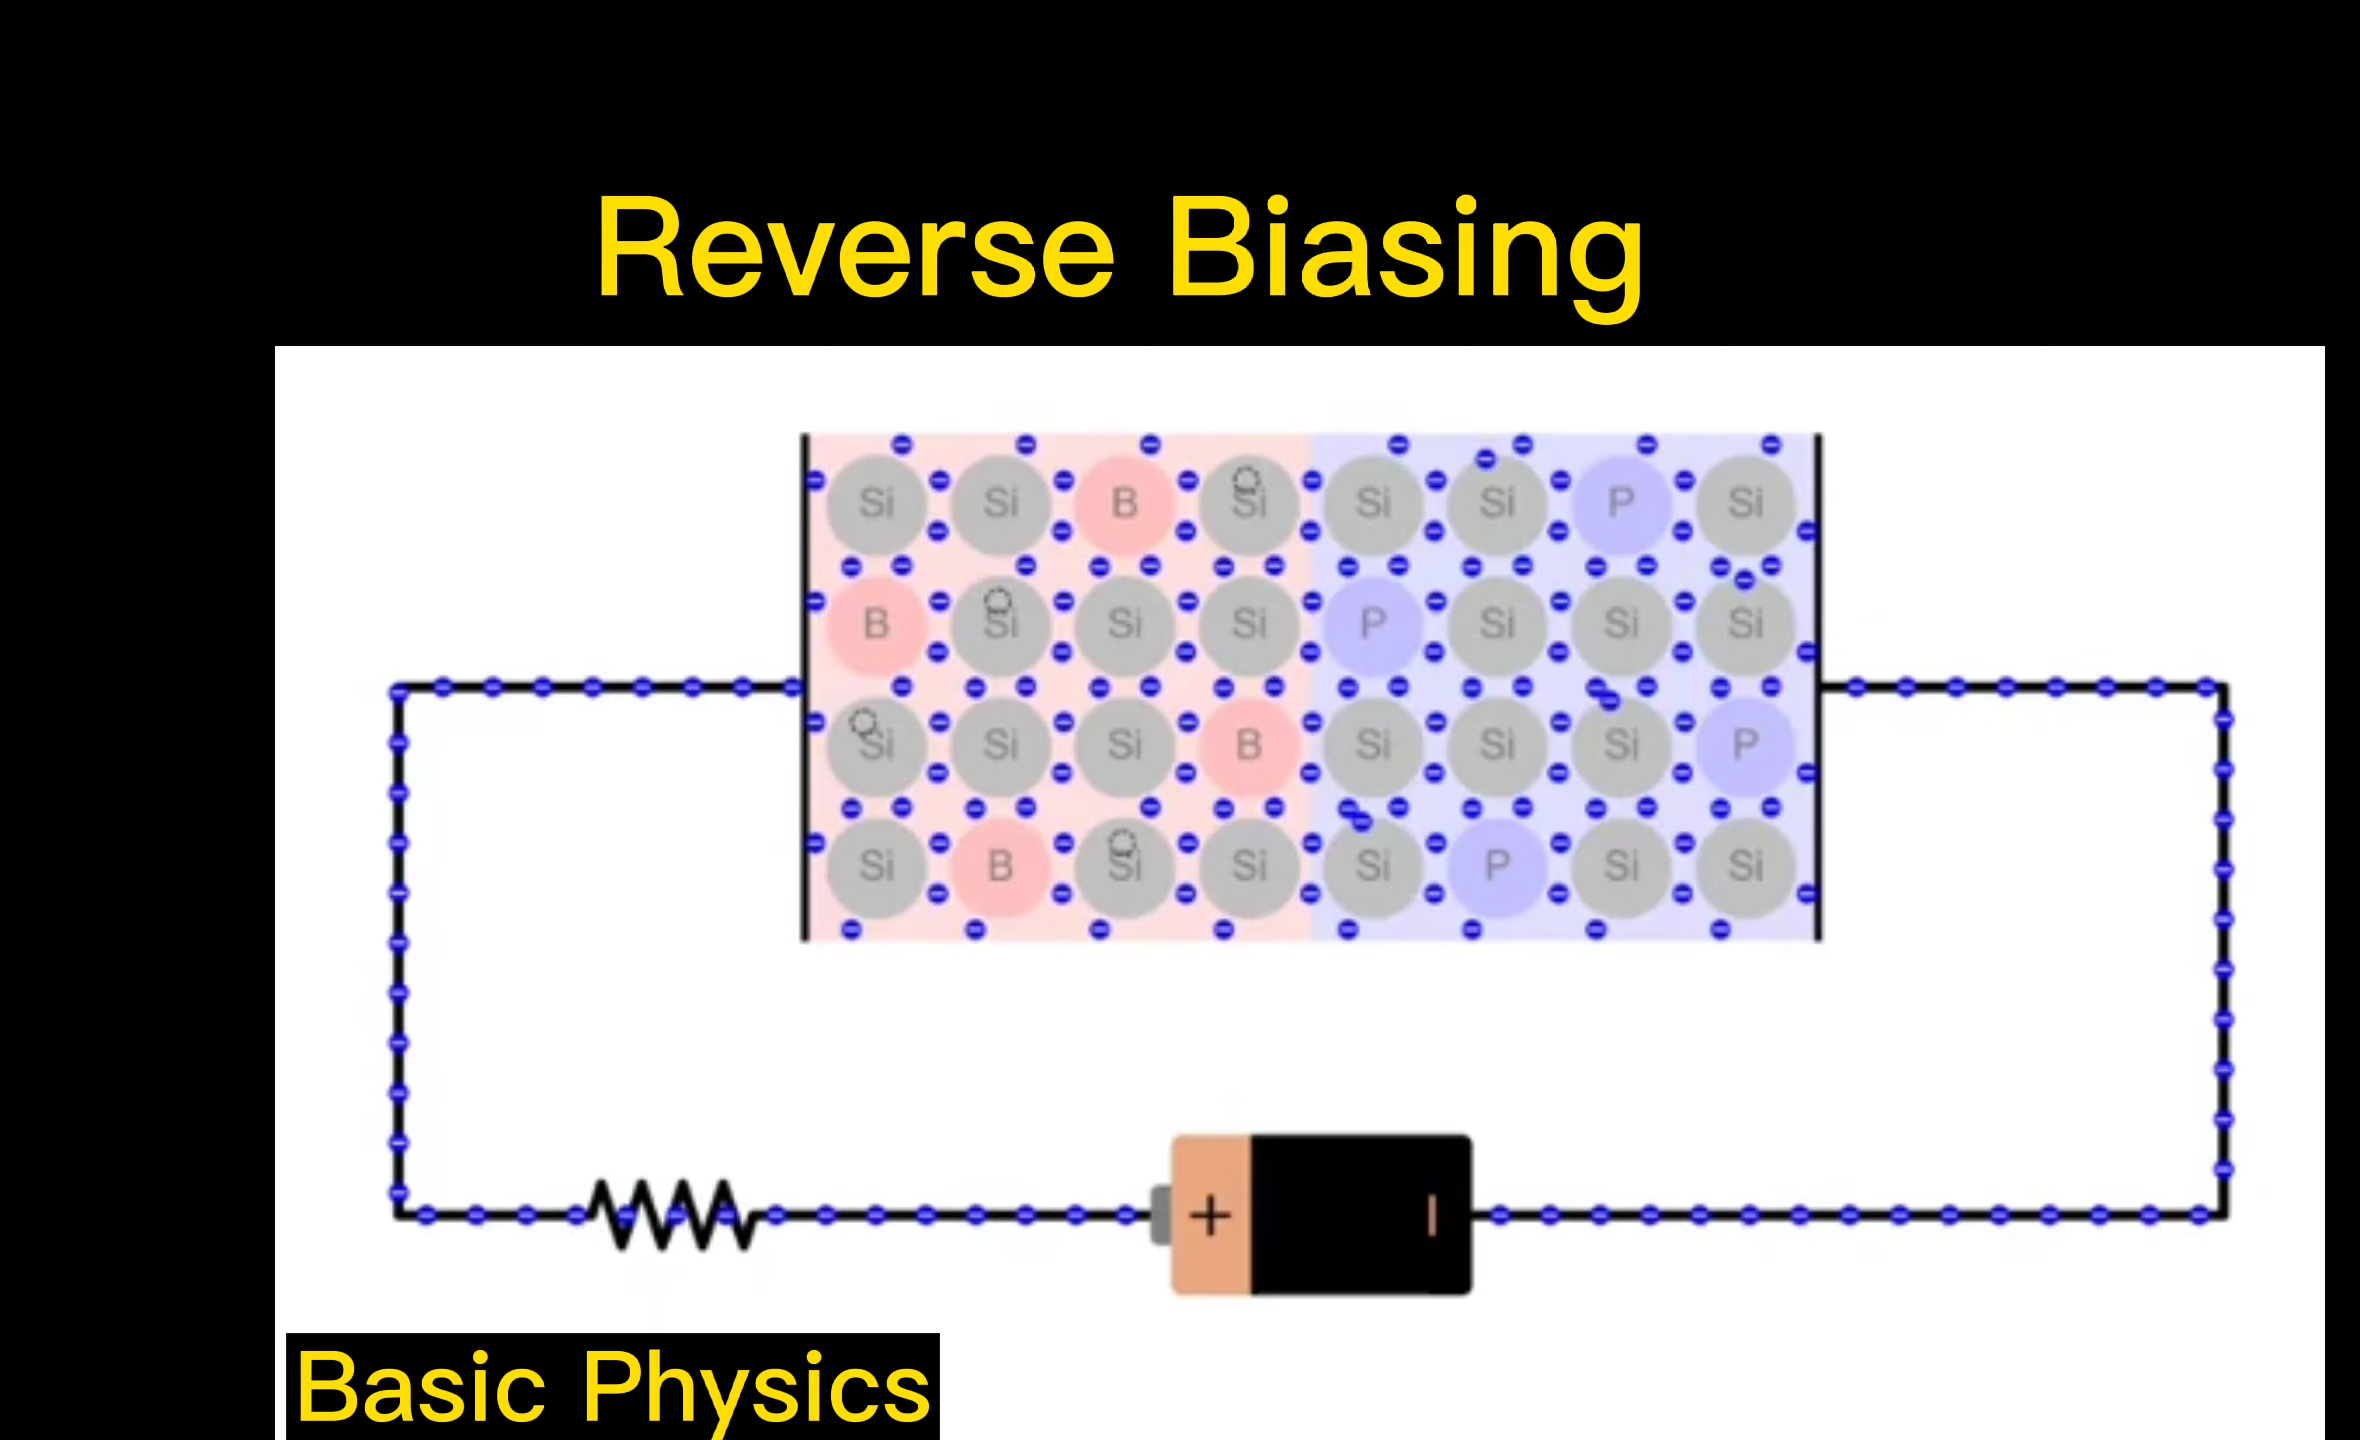 Reverse Biasing
Si Si B Si Si Si P Si
B Si Si Si P Si Si Si
Si Si Si B Si Si Si P
Si B Si Si Si P Si Si
+ −
Basic Physics